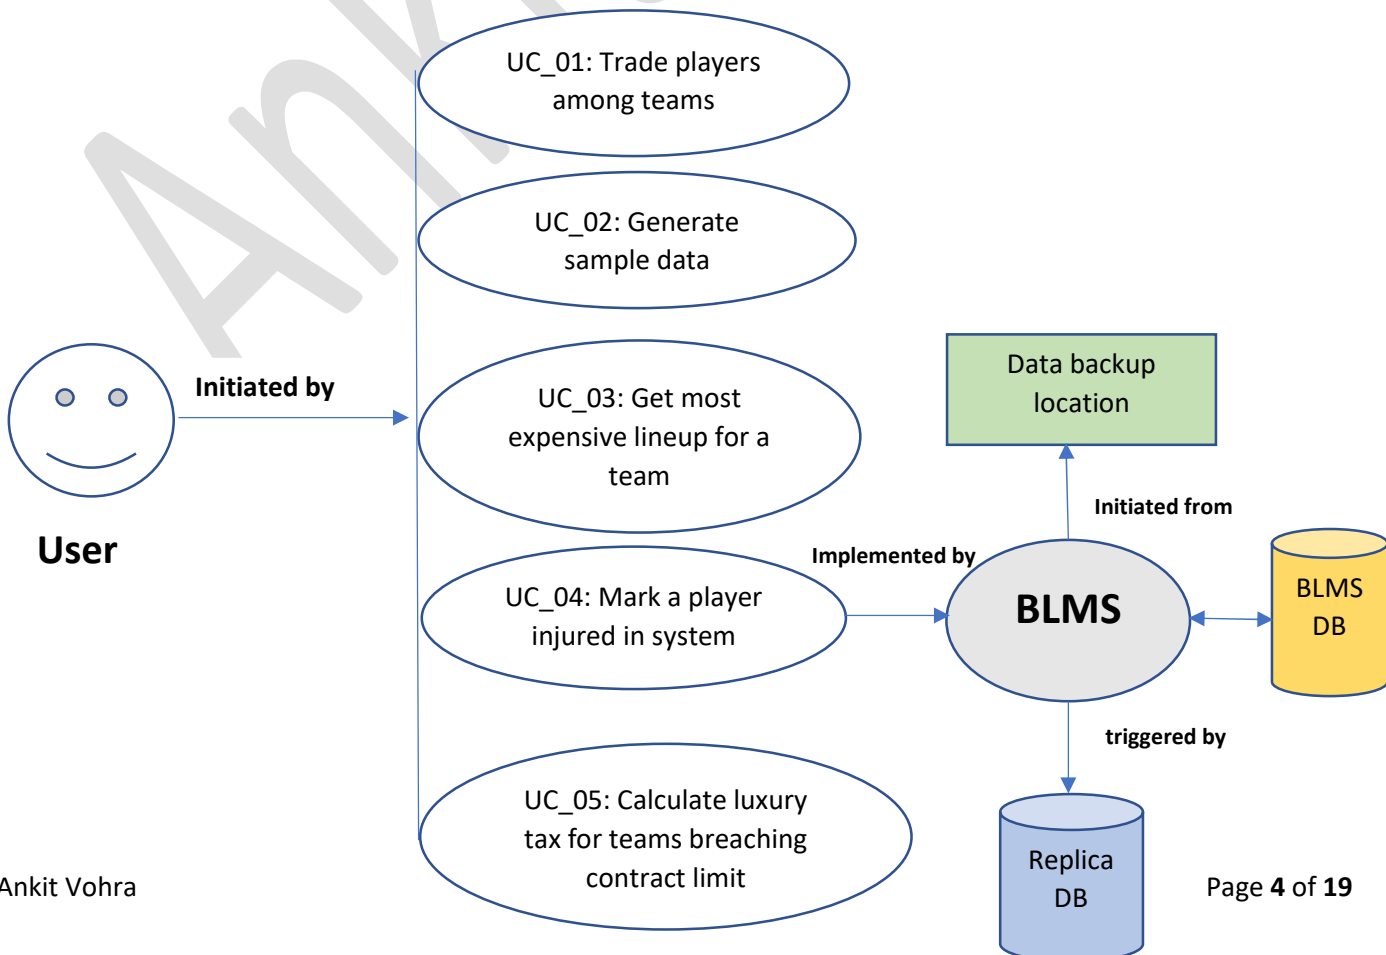 UC_01: Trade players
among teams
UC_02: Generate
sample data
Initiated by
User
UC_03: Get most
expensive lineup for a
team
Data backup
location
Initiated from
Implemented by
UC_04: Mark a player
injured in system
BLMS
BLMS
DB
triggered by
UC_05: Calculate luxury
tax for teams breaching
contract limit
Replica
DB
Ankit Vohra
Page 4 of 19